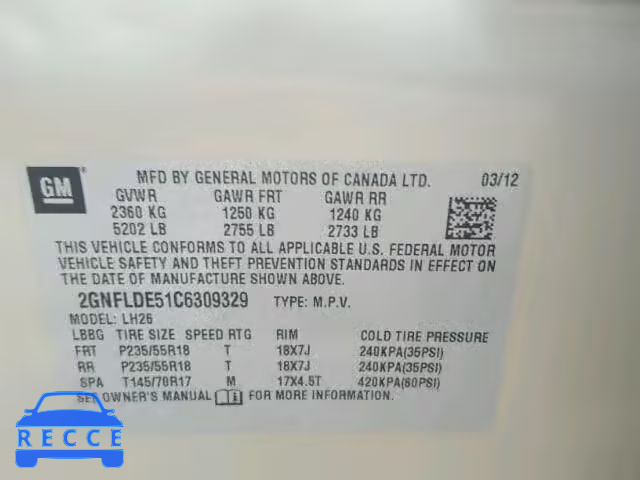 GM
MFD BY GENERAL MOTORS OF CANADA LTD. 03/12
GVWR GAWR FRT GAWR RR
2360 KG 1250 KG 1240 KG
5202 LB 2755 LB 2733 LB
THIS VEHICLE CONFORMS TO ALL APPLICABLE U.S. FEDERAL MOTOR
VEHICLE SAFETY AND THEFT PREVENTION STANDARDS IN EFFECT ON
THE DATE OF MANUFACTURE SHOWN ABOVE.
2GNFLDE51C6309329 TYPE: M.P.V.
MODEL: LH26
LBBG TIRE SIZE SPEED RTG RIM COLD TIRE PRESSURE
FRT P235/55R18 T 18X7J 240KPA(35PSI)
RR P235/55R18 T 18X7J 240KPA(35PSI)
SPA T145/70R17 M 17X4.5T 420KPA(60PSI)
SEE OWNER'S MANUAL FOR MORE INFORMATION.
RECCE